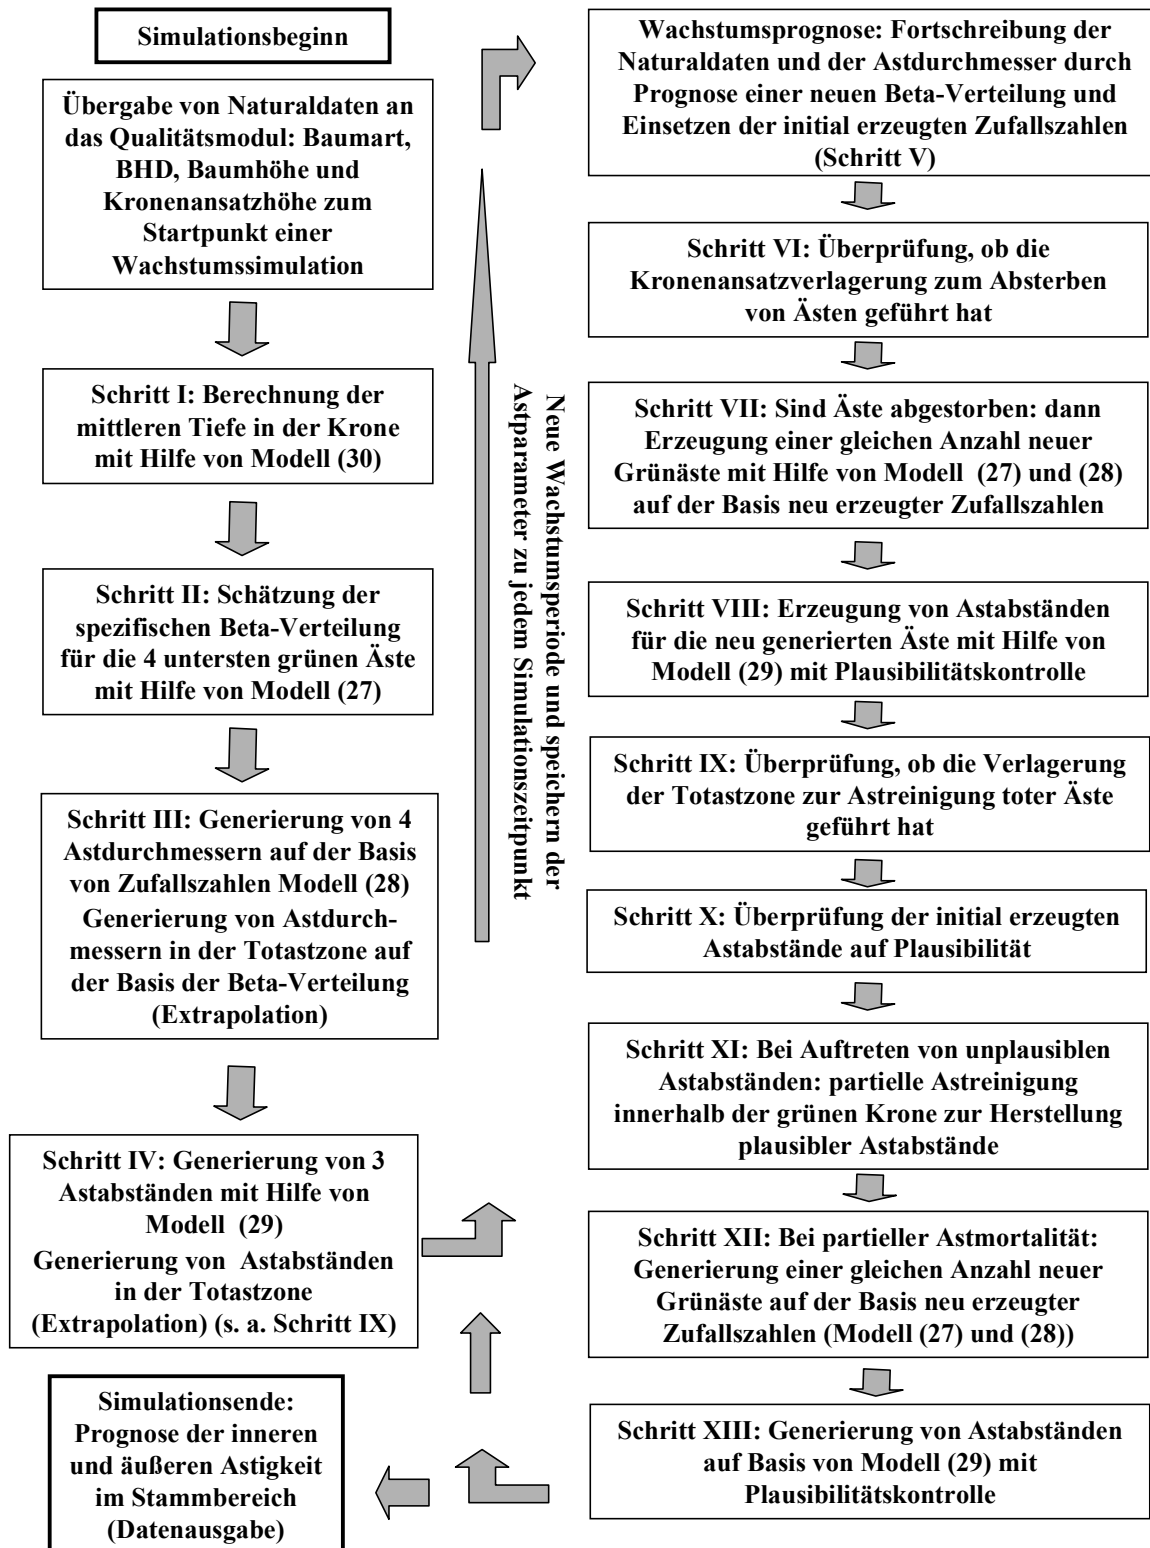 Simulationsbeginn
Übergabe von Naturaldaten an
das Qualitätsmodul: Baumart,
BHD, Baumhöhe und
Kronenansatzhöhe zum
Startpunkt einer
Wachstumssimulation
Schritt I: Berechnung der
mittleren Tiefe in der Krone
mit Hilfe von Modell (30)
Schritt II: Schätzung der
spezifischen Beta-Verteilung
für die 4 untersten grünen Äste
mit Hilfe von Modell (27)
Schritt III: Generierung von 4
Astdurchmessern auf der Basis
von Zufallszahlen Modell (28)
Generierung von Astdurch-
messern in der Totastzone auf
der Basis der Beta-Verteilung
(Extrapolation)
Schritt IV: Generierung von 3
Astabständen mit Hilfe von
Modell (29)
Generierung von Astabständen
in der Totastzone
(Extrapolation) (s. a. Schritt IX)
Simulationsende:
Prognose der inneren
und äußeren Astigkeit
im Stammbereich
(Datenausgabe)
Neue Wachstumsperiode und speichern der
Astparameter zu jedem Simulationszeitpunkt
Wachstumsprognose: Fortschreibung der
Naturaldaten und der Astdurchmesser durch
Prognose einer neuen Beta-Verteilung und
Einsetzen der initial erzeugten Zufallszahlen
(Schritt V)
Schritt VI: Überprüfung, ob die
Kronenansatzverlagerung zum Absterben
von Ästen geführt hat
Schritt VII: Sind Äste abgestorben: dann
Erzeugung einer gleichen Anzahl neuer
Grünäste mit Hilfe von Modell (27) und (28)
auf der Basis neu erzeugter Zufallszahlen
Schritt VIII: Erzeugung von Astabständen
für die neu generierten Äste mit Hilfe von
Modell (29) mit Plausibilitätskontrolle
Schritt IX: Überprüfung, ob die Verlagerung
der Totastzone zur Astreinigung toter Äste
geführt hat
Schritt X: Überprüfung der initial erzeugten
Astabstände auf Plausibilität
Schritt XI: Bei Auftreten von unplausiblen
Astabständen: partielle Astreinigung
innerhalb der grünen Krone zur Herstellung
plausibler Astabstände
Schritt XII: Bei partieller Astmortalität:
Generierung einer gleichen Anzahl neuer
Grünäste auf der Basis neu erzeugter
Zufallszahlen (Modell (27) und (28))
Schritt XIII: Generierung von Astabständen
auf Basis von Modell (29) mit
Plausibilitätskontrolle